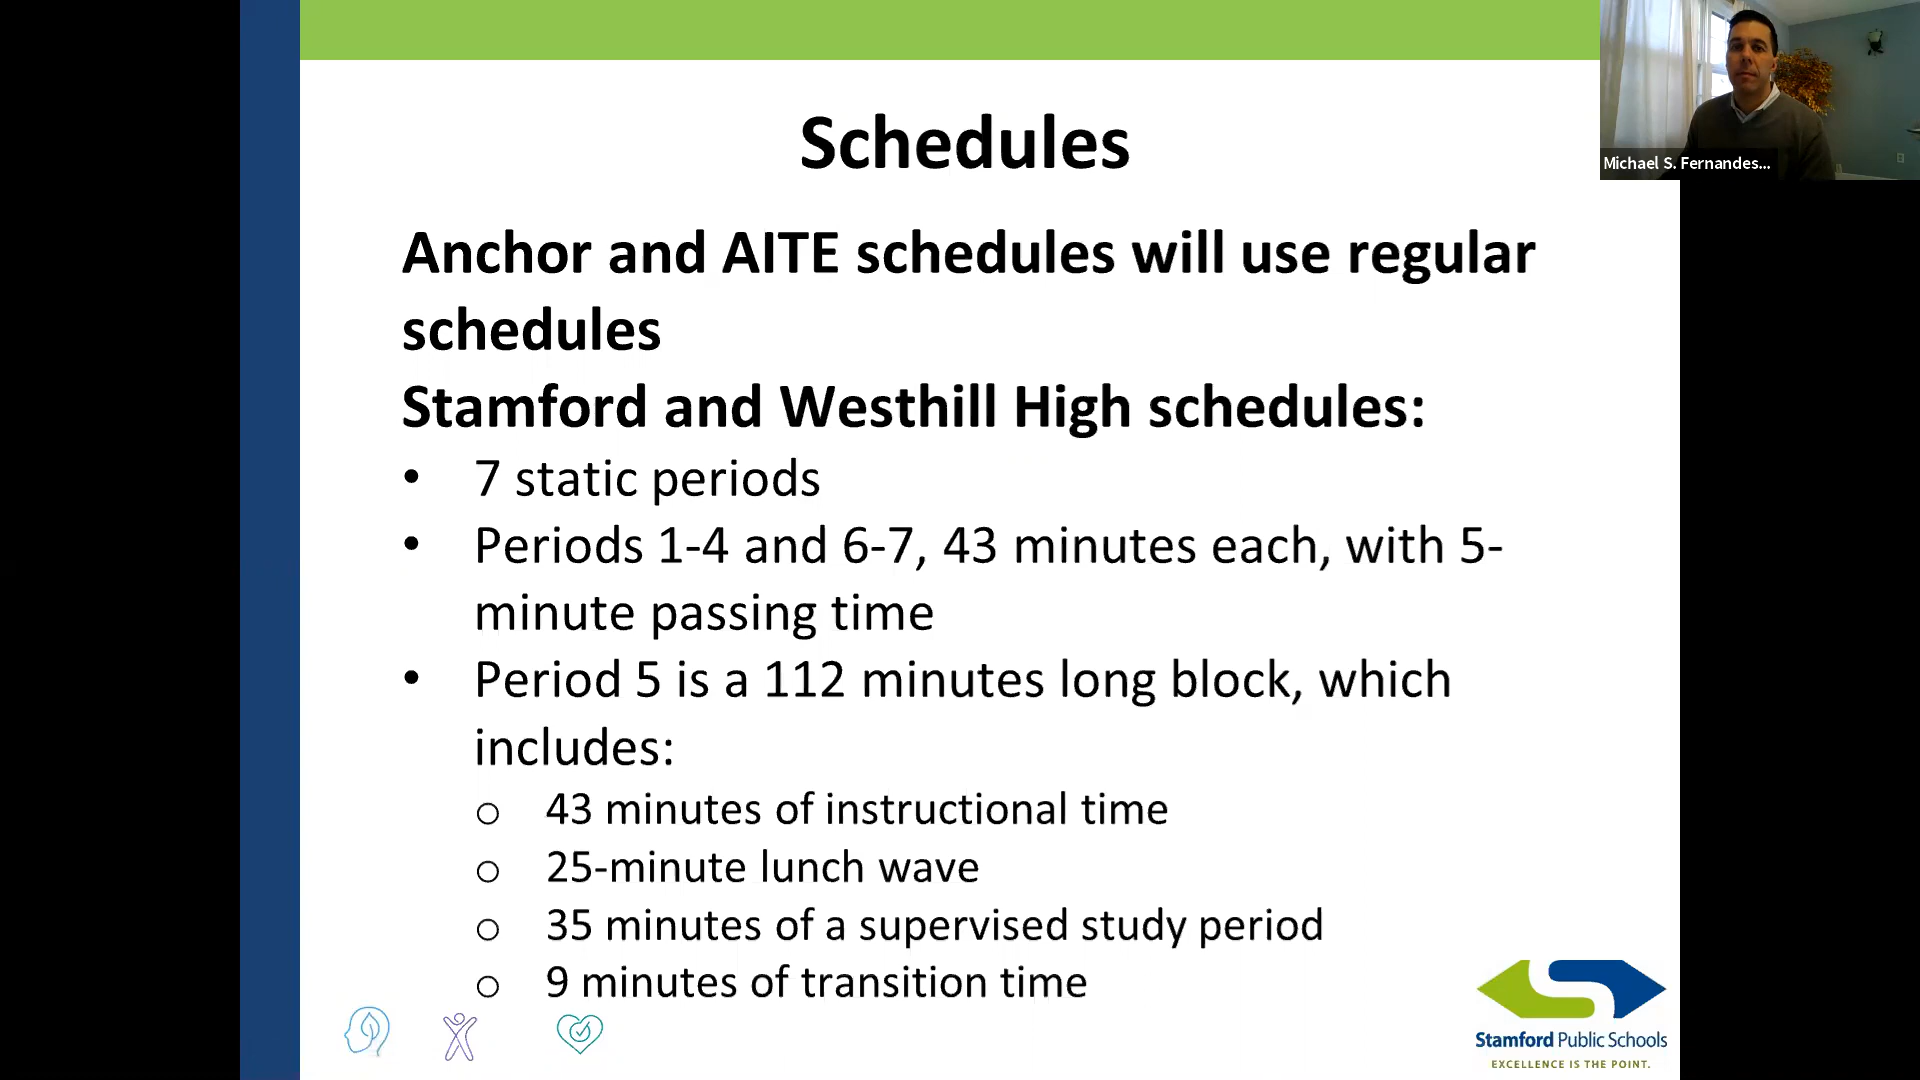 Schedules
Michael S. Fernandes...
Anchor and AITE schedules will use regular
schedules
Stamford and Westhill High schedules:
• 7 static periods
• Periods 1-4 and 6-7, 43 minutes each, with 5-
minute passing time
• Period 5 is a 112 minutes long block, which
includes:
o 43 minutes of instructional time
o 25-minute lunch wave
o 35 minutes of a supervised study period
o 9 minutes of transition time
Stamford Public Schools
EXCELLENCE IS THE POINT.